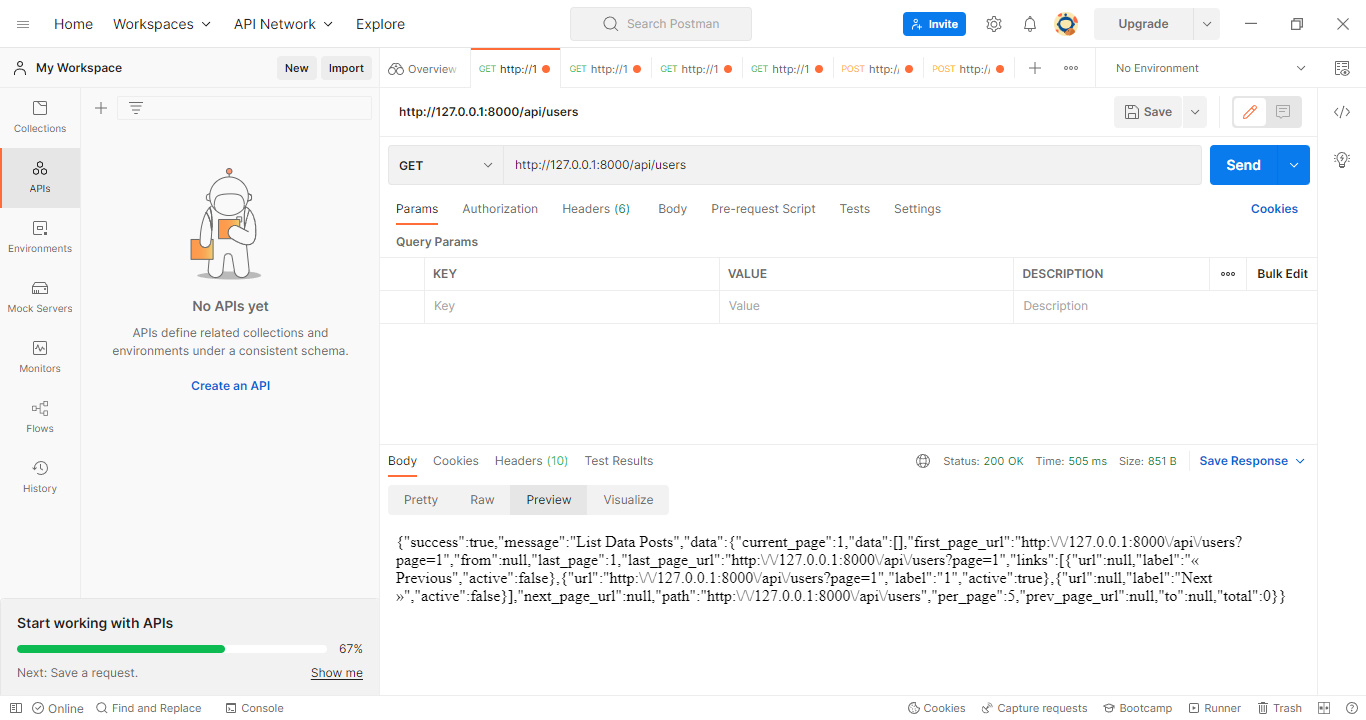 Home Workspaces API Network Explore Search Postman Invite Upgrade
My Workspace New Import
Overview GET http://1 GET http://1 GET http://1 GET http://1 POST http:/ POST http:/ No Environment
Collections
APIs
Environments
Mock Servers
Monitors
Flows
History
No APIs yet
APIs define related collections and
environments under a consistent schema.
Create an API
Start working with APIs
67%
Next: Save a request. Show me
http://127.0.0.1:8000/api/users Save
GET http://127.0.0.1:8000/api/users Send
Params Authorization Headers (6) Body Pre-request Script Tests Settings Cookies
Query Params
KEY VALUE DESCRIPTION Bulk Edit
Key Value Description
Body Cookies Headers (10) Test Results Status: 200 OK Time: 505 ms Size: 851 B Save Response
Pretty Raw Preview Visualize
{"success":true,"message":"List Data Posts","data":{"current_page":1,"data":[],"first_page_url":"http:\/\/127.0.0.1:8000\/api\/users?
page=1","from":null,"last_page":1,"last_page_url":"http:\/\/127.0.0.1:8000\/api\/users?page=1","links":[{"url":null,"label":"«
Previous","active":false},{"url":"http:\/\/127.0.0.1:8000\/api\/users?page=1","label":"1","active":true},{"url":null,"label":"Next
»","active":false}],"next_page_url":null,"path":"http:\/\/127.0.0.1:8000\/api\/users","per_page":5,"prev_page_url":null,"to":null,"total":0}}
Online Find and Replace Console Cookies Capture requests Bootcamp Runner Trash